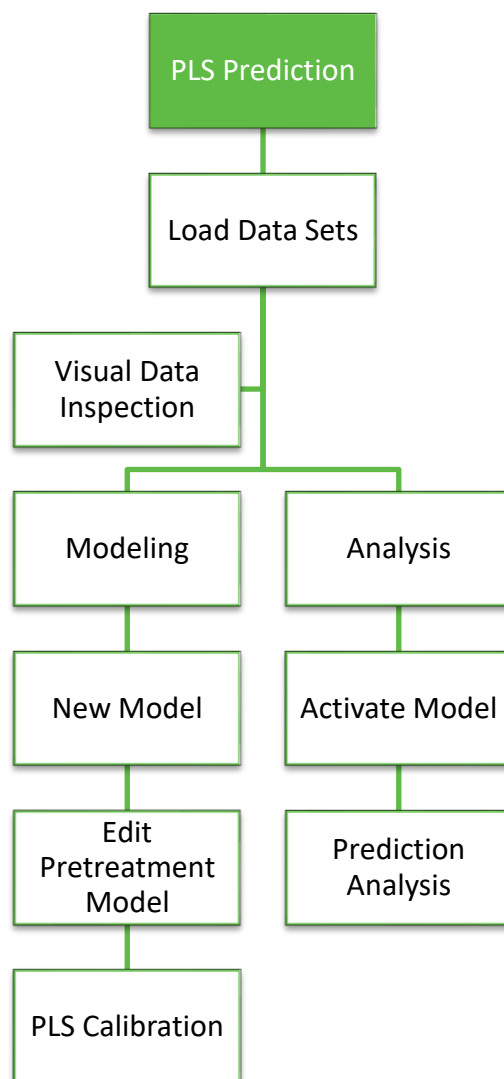 PLS Prediction
Load Data Sets
Visual Data
Inspection
Modeling
Analysis
New Model
Activate Model
Edit
Pretreatment
Model
Prediction
Analysis
PLS Calibration